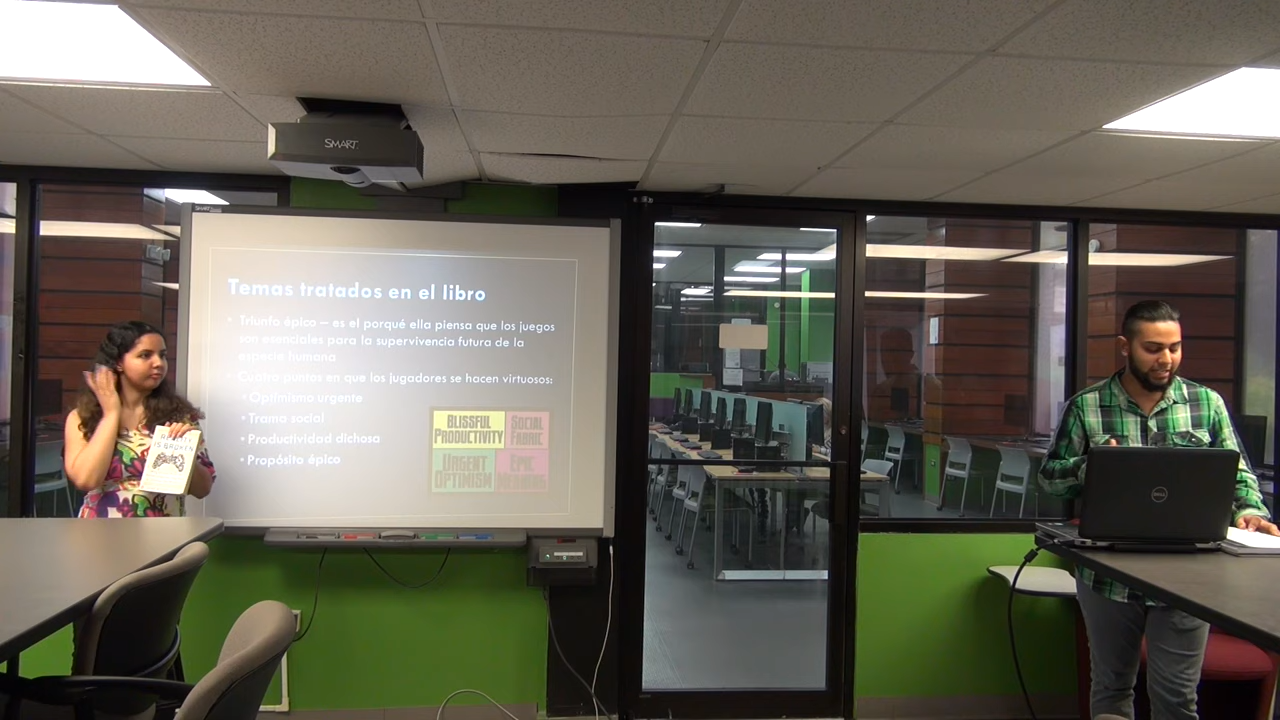 SMART
Temas tratados en el libro
• Triunfo épico – es el porqué ella piensa que los juegos
son esenciales para la supervivencia futura de la
especie humana
• Cuatro puntos en que los jugadores se hacen virtuosos:
• Optimismo urgente
• Trama social
• Productividad dichosa
• Propósito épico
BLISSFUL
PRODUCTIVITY
SOCIAL
FABRIC
URGENT
OPTIMISM
EPIC
MEANING
REALITY
IS BROKEN
DELL